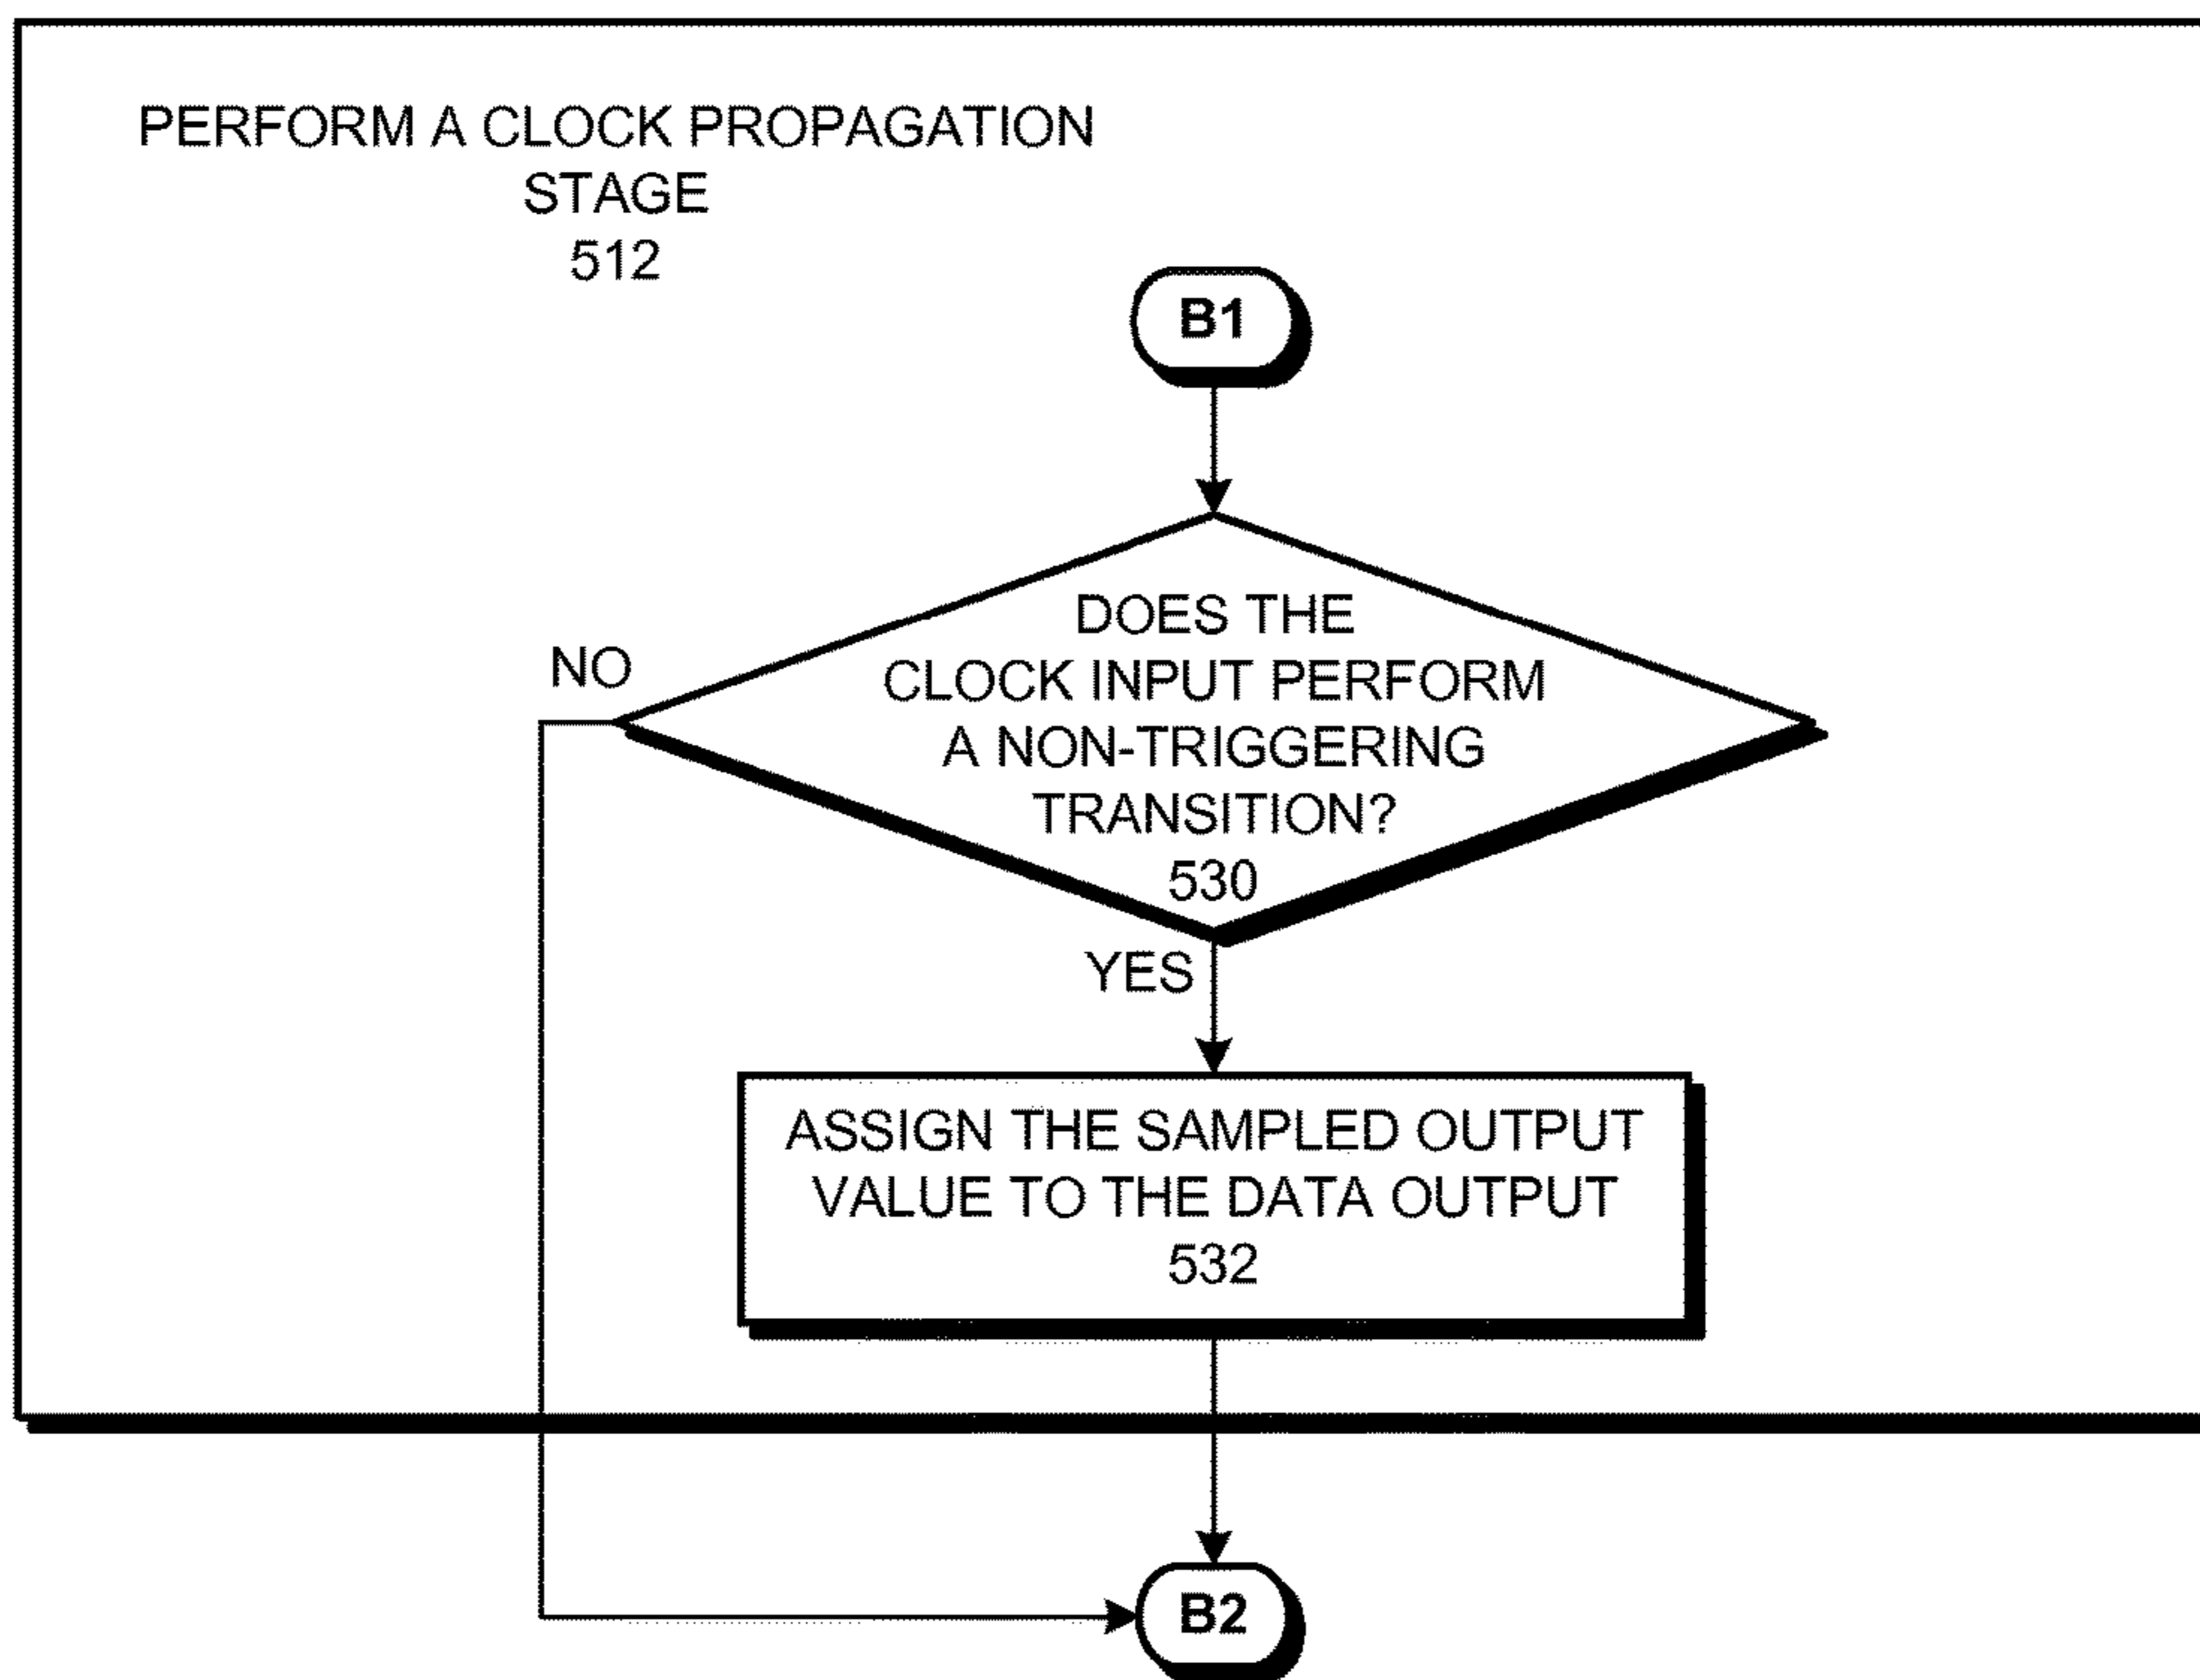 PERFORM A CLOCK PROPAGATION
STAGE
512
B1
DOES THE
CLOCK INPUT PERFORM
A NON-TRIGGERING
TRANSITION?
530
NO
YES
ASSIGN THE SAMPLED OUTPUT
VALUE TO THE DATA OUTPUT
532
B2